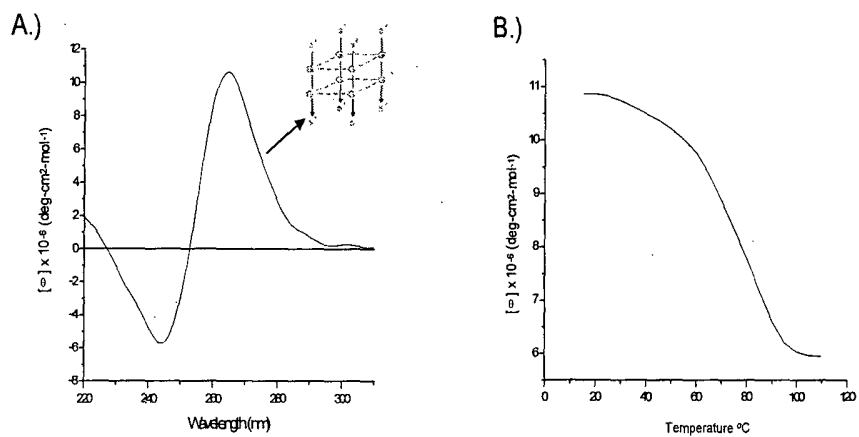 A.)
12
10
8
6
4
2
0
-2
-4
-6
-8
[ θ ] x 10⁻⁶ (deg-cm²-mol-¹)
220 240 260 280 300
Wavelength (nm)
B.)
11
10
9
8
7
6
[ θ ] x 10⁻⁶ (deg-cm²-mol-¹)
0 20 40 60 80 100 120
Temperature ºC